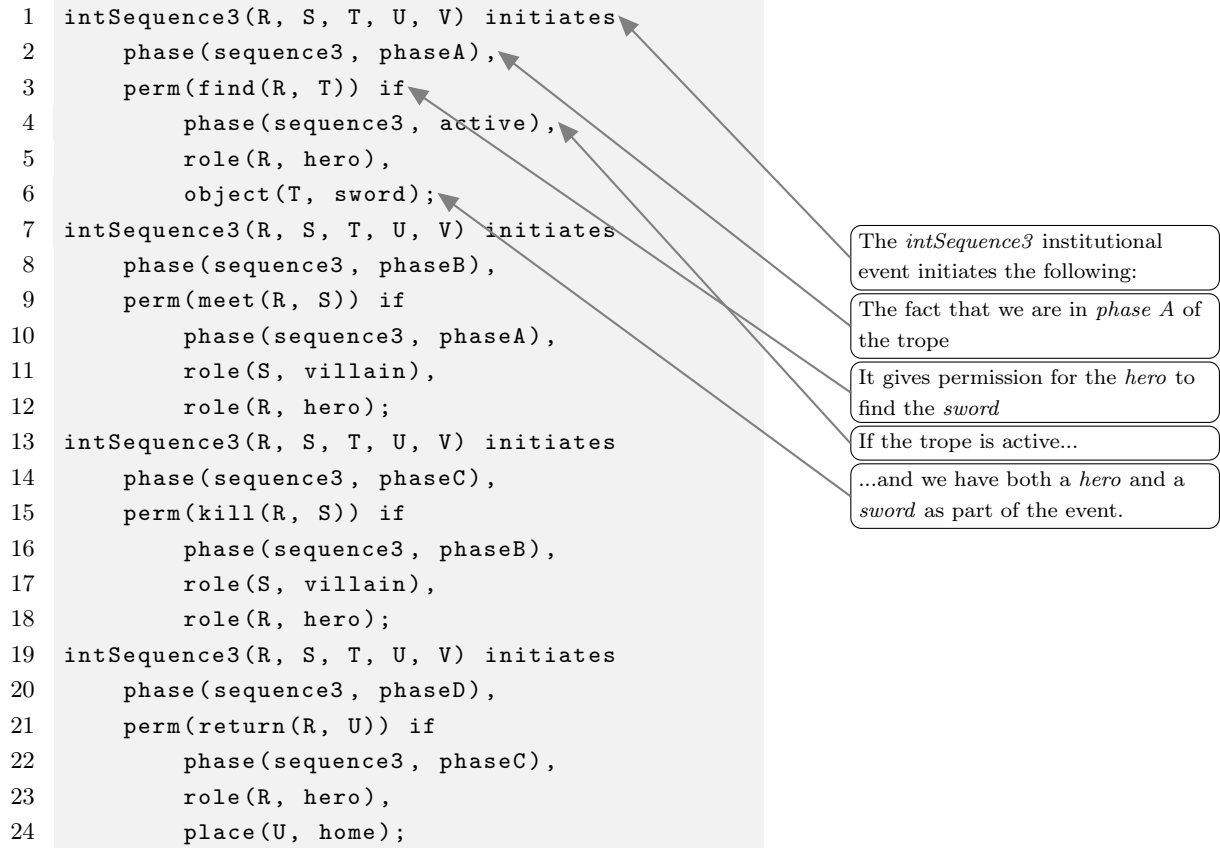 1 intSequence3(R, S, T, U, V) initiates
2 phase(sequence3, phaseA),
3 perm(find(R, T)) if
4 phase(sequence3, active),
5 role(R, hero),
6 object(T, sword);
7 intSequence3(R, S, T, U, V) initiates
8 phase(sequence3, phaseB),
9 perm(meet(R, S)) if
10 phase(sequence3, phaseA),
11 role(S, villain),
12 role(R, hero);
13 intSequence3(R, S, T, U, V) initiates
14 phase(sequence3, phaseC),
15 perm(kill(R, S)) if
16 phase(sequence3, phaseB),
17 role(S, villain),
18 role(R, hero);
19 intSequence3(R, S, T, U, V) initiates
20 phase(sequence3, phaseD),
21 perm(return(R, U)) if
22 phase(sequence3, phaseC),
23 role(R, hero),
24 place(U, home);
The intSequence3 institutional
event initiates the following:
The fact that we are in phase A of
the trope
It gives permission for the hero to
find the sword
If the trope is active...
...and we have both a hero and a
sword as part of the event.